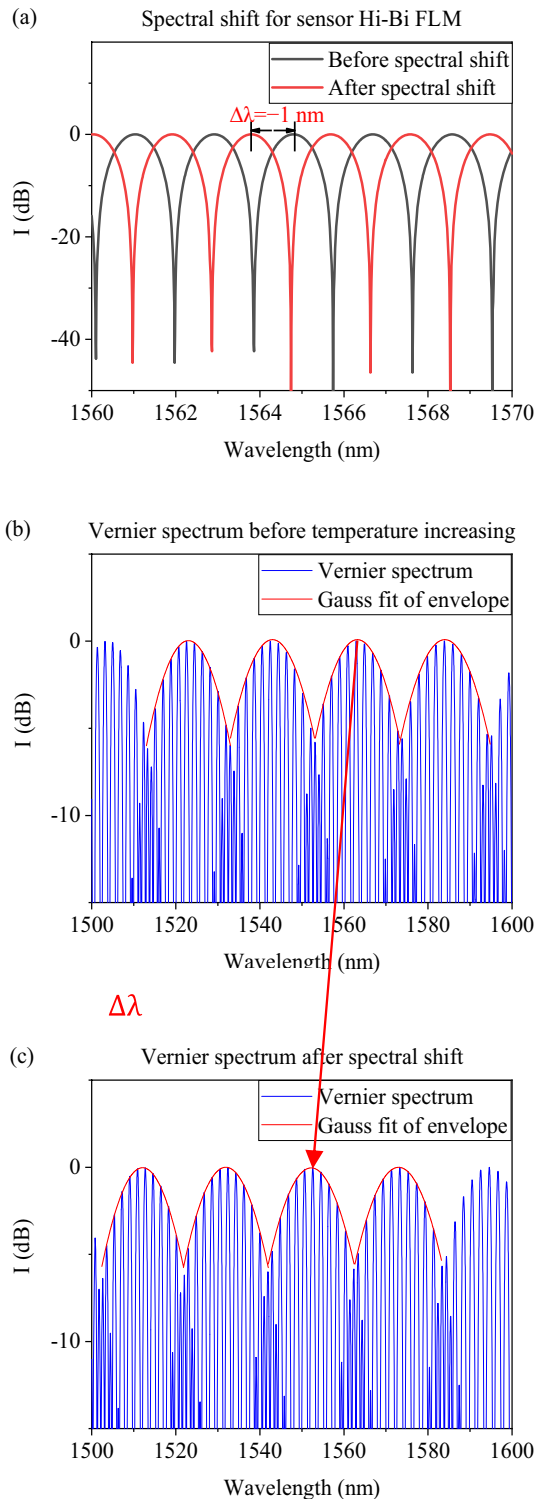 (a)
Spectral shift for sensor Hi-Bi FLM
Before spectral shift
After spectral shift
Δλ=−1 nm
0
-20
-40
I (dB)
1560
1562
1564
1566
1568
1570
Wavelength (nm)
(b)
Vernier spectrum before temperature increasing
Vernier spectrum
Gauss fit of envelope
0
-10
I (dB)
1500
1520
1540
1560
1580
1600
Wavelength (nm)
Δλ
(c)
Vernier spectrum after spectral shift
Vernier spectrum
Gauss fit of envelope
0
-10
I (dB)
1500
1520
1540
1560
1580
1600
Wavelength (nm)